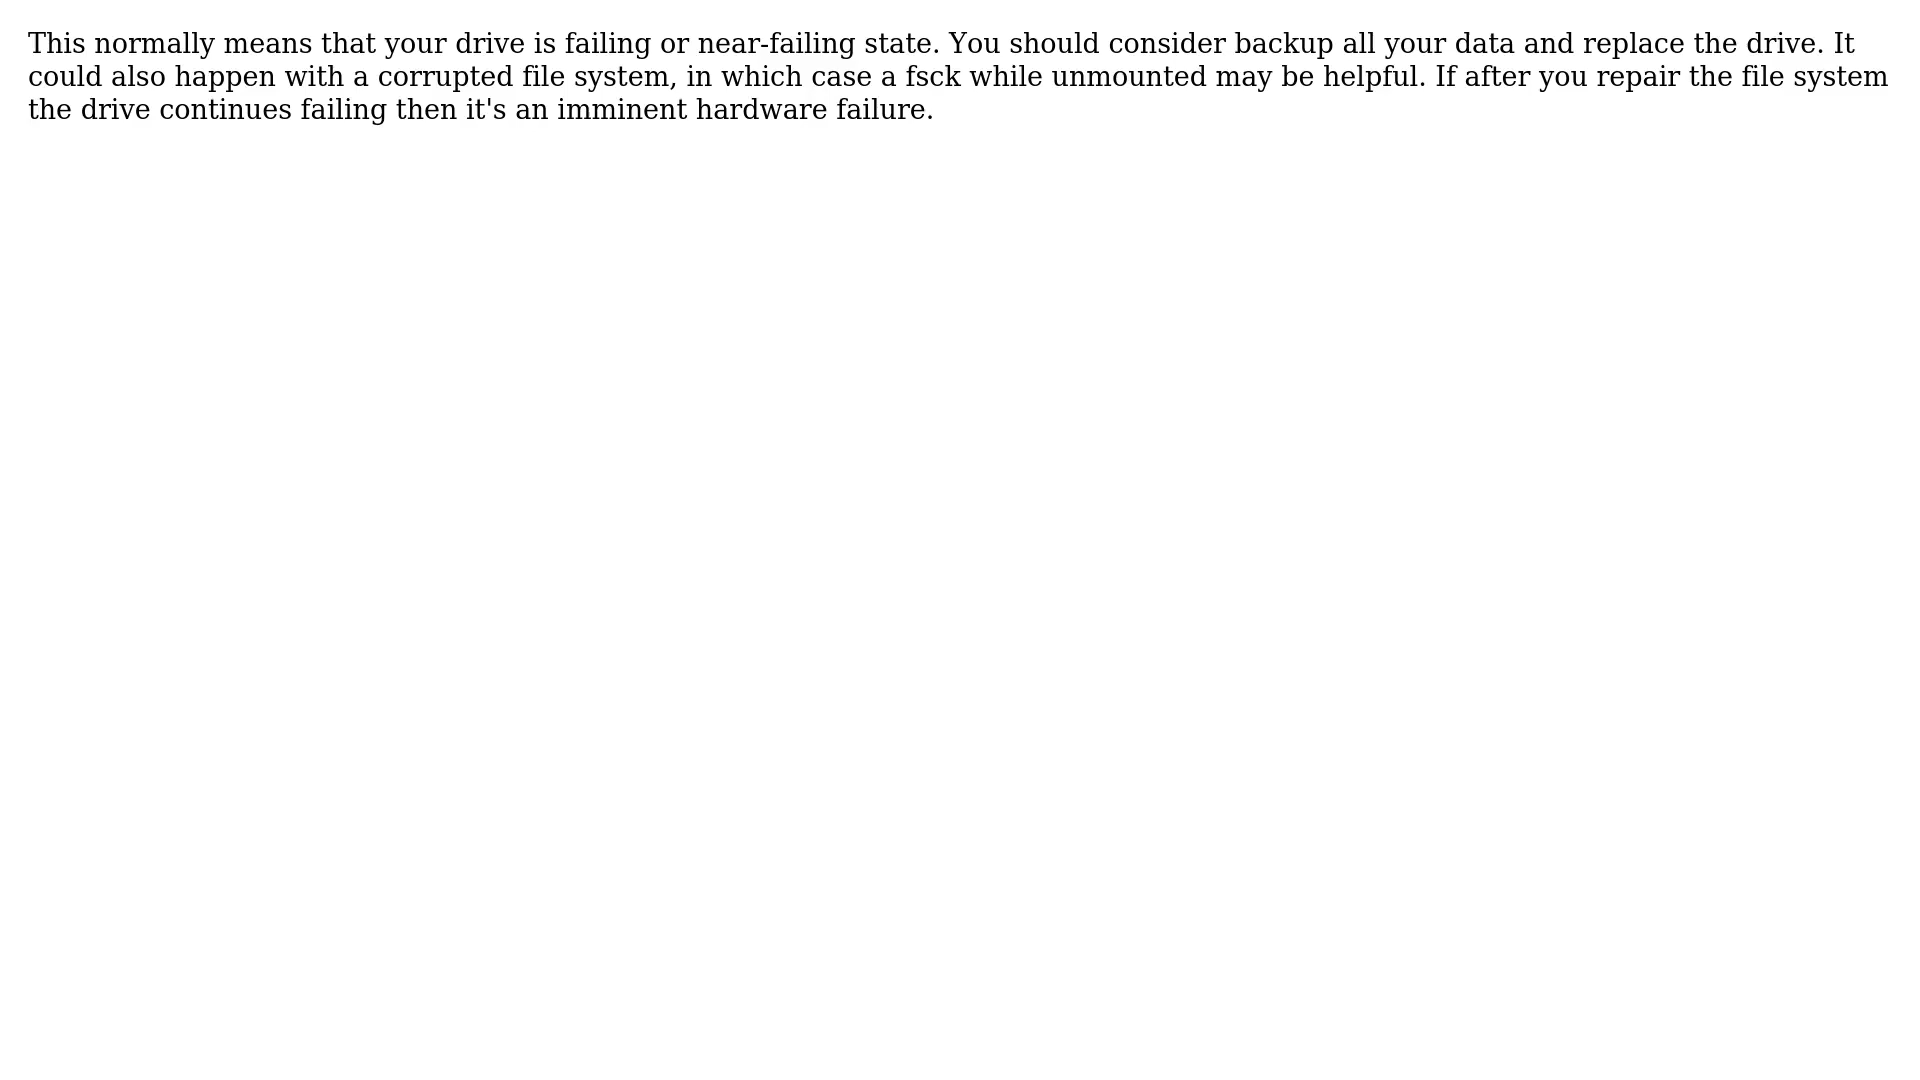 This normally means that your drive is failing or near-failing state. You should consider backup all your data and replace the drive. It
could also happen with a corrupted file system, in which case a fsck while unmounted may be helpful. If after you repair the file system
the drive continues failing then it's an imminent hardware failure.